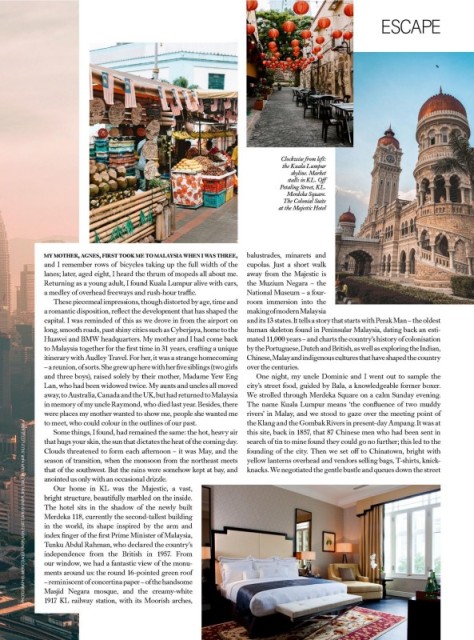 ESCAPE
Clockwise from left:
the Kuala Lumpur
skyline. Market
stalls in KL. Off
Petaling Street, KL.
Merdeka Square.
The Colonial Suite
at the Majestic Hotel
MY MOTHER, AGNES, FIRST TOOK ME TO MALAYSIA WHEN I WAS THREE,
and I remember rows of bicycles taking up the full width of the
lanes; later, aged eight, I heard the thrum of mopeds all about me.
Returning as a young adult, I found Kuala Lumpur alive with cars,
a medley of overhead freeways and rush-hour traffic.
These piecemeal impressions, though distorted by age, time and
a romantic disposition, reflect the development that has shaped the
capital. I was reminded of this as we drove in from the airport on
long, smooth roads, past shiny cities such as Cyberjaya, home to the
Huawei and BMW headquarters. My mother and I had come back
to Malaysia together for the first time in 31 years, crafting a unique
itinerary with Audley Travel. For her, it was a strange homecoming
– a reunion, of sorts. She grew up here with her five siblings (two girls
and three boys), raised solely by their mother, Madame Yew Eng
Lan, who had been widowed twice. My aunts and uncles all moved
away, to Australia, Canada and the UK, but had returned to Malaysia
in memory of my uncle Raymond, who died last year. Besides, there
were places my mother wanted to show me, people she wanted me
to meet, who could colour in the outlines of our past.
Some things, I found, had remained the same: the hot, heavy air
that hugs your skin, the sun that dictates the heat of the coming day.
Clouds threatened to form each afternoon – it was May, and the
season of transition, when the monsoon from the northeast meets
that of the southwest. But the rains were somehow kept at bay, and
anointed us only with an occasional drizzle.
Our home in KL was the Majestic, a vast,
bright structure, beautifully marbled on the inside.
The hotel sits in the shadow of the newly built
Merdeka 118, currently the second-tallest building
in the world, its shape inspired by the arm and
index finger of the first Prime Minister of Malaysia,
Tunku Abdul Rahman, who declared the country's
independence from the British in 1957. From
our window, we had a fantastic view of the monu-
ments around us: the round 16-pointed green roof
– reminiscent of concertina paper – of the handsome
Masjid Negara mosque, and the creamy-white
1917 KL railway station, with its Moorish arches,
balustrades, minarets and
cupolas. Just a short walk
away from the Majestic is
the Muzium Negara – the
National Museum – a four-
room immersion into the
making of modern Malaysia
and its 13 states. It tells a story that starts with Perak Man – the oldest
human skeleton found in Peninsular Malaysia, dating back an esti-
mated 11,000 years – and charts the country's history of colonisation
by the Portuguese, Dutch and British, as well as exploring the Indian,
Chinese, Malay and indigenous cultures that have shaped the country
over the centuries.
One night, my uncle Dominic and I went out to sample the
city's street food, guided by Bala, a knowledgeable former boxer.
We strolled through Merdeka Square on a calm Sunday evening.
The name Kuala Lumpur means 'the confluence of two muddy
rivers' in Malay, and we stood to gaze over the meeting point of
the Klang and the Gombak Rivers in present-day Ampang. It was at
this site, back in 1857, that 87 Chinese men who had been sent in
search of tin to mine found they could go no further; this led to the
founding of the city. Then we set off to Chinatown, bright with
yellow lanterns overhead and vendors selling bags, T-shirts, knick-
knacks. We negotiated the gentle bustle and queues down the street